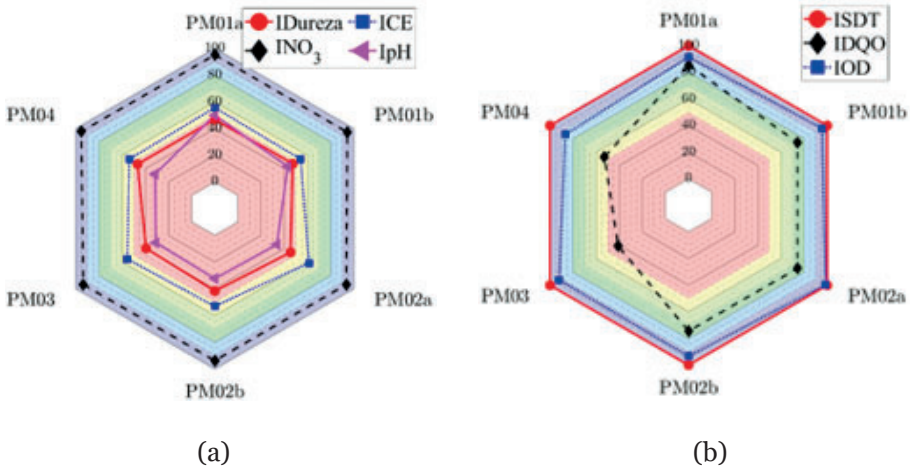 PM01a
IDureza ICE
INO3 IpH
PM04
PM01b
100
80
60
40
20
0
PM03
PM02a
PM02b
PM01a
ISDT
IDQO
IOD
PM04
PM01b
100
80
60
40
20
0
PM03
PM02a
PM02b
(a) (b)